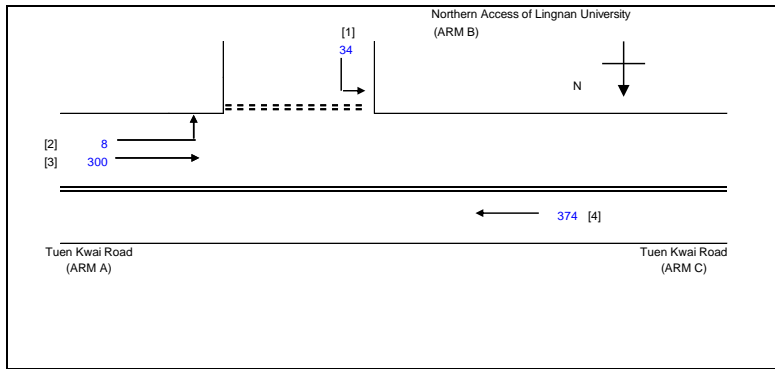 Northern Access of Lingnan University
[1] (ARM B)
34
N
[2] 8
[3] 300
374 [4]
Tuen Kwai Road Tuen Kwai Road
(ARM A) (ARM C)